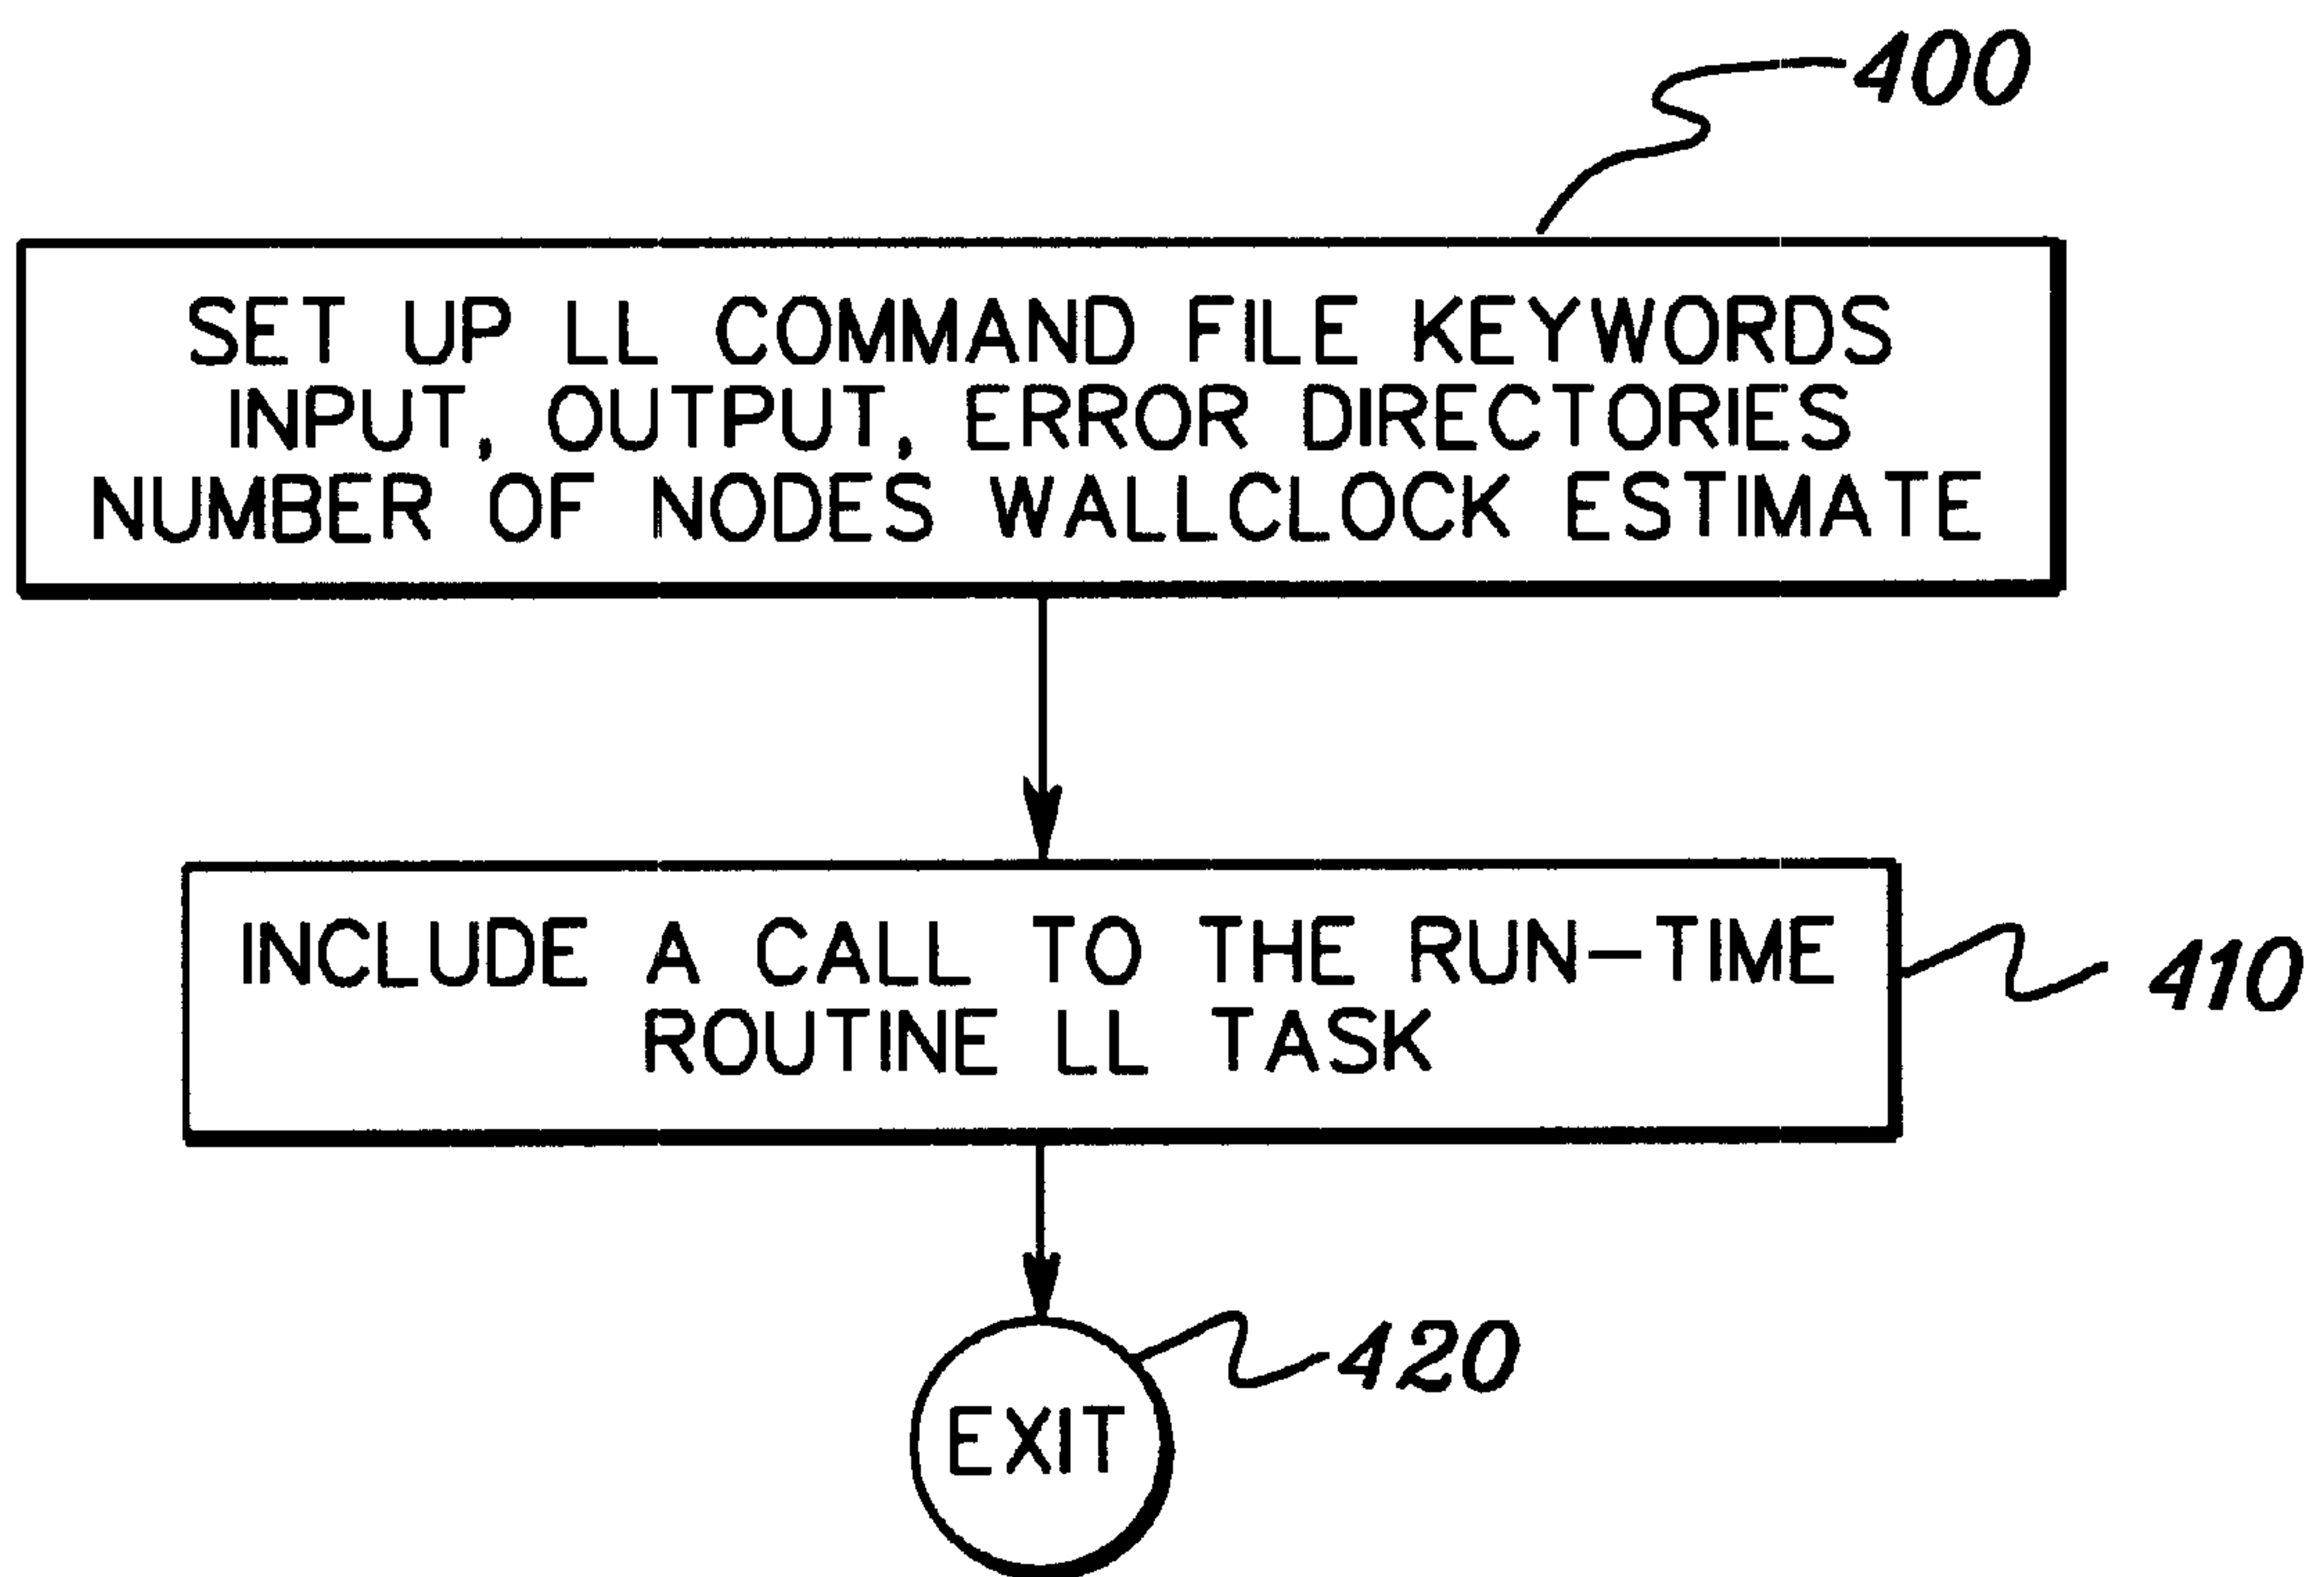 400
SET UP LL COMMAND FILE KEYWORDS
INPUT, OUTPUT, ERROR DIRECTORIES
NUMBER OF NODES WALLCLOCK ESTIMATE
INCLUDE A CALL TO THE RUN-TIME
ROUTINE LL TASK
410
420
EXIT